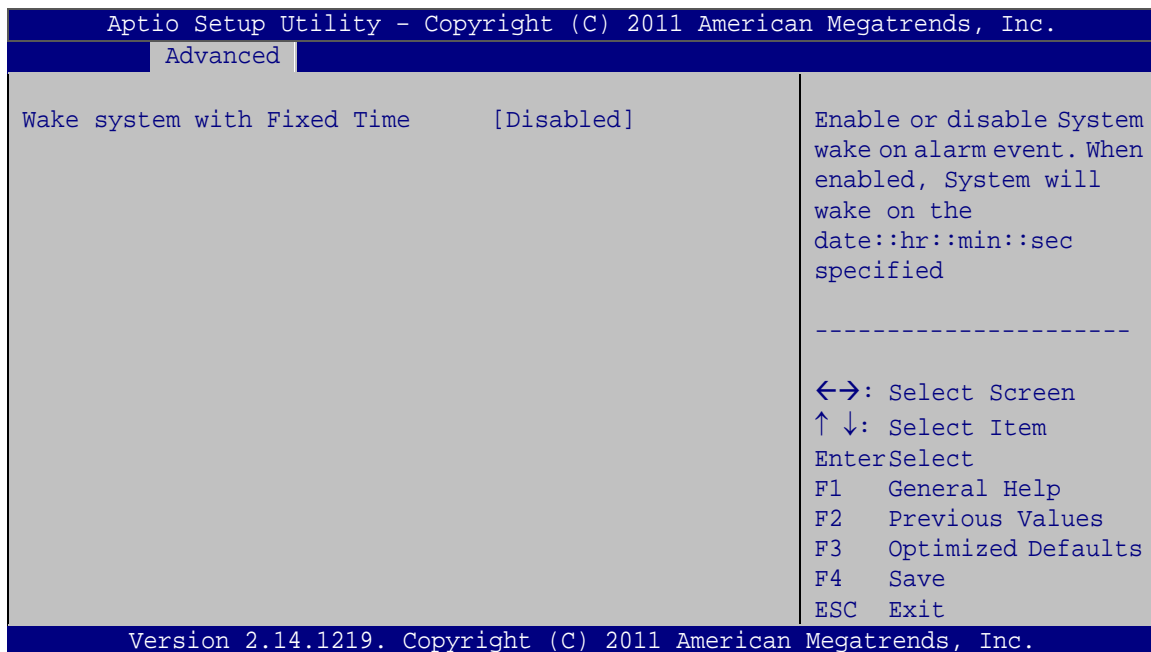 Aptio Setup Utility – Copyright (C) 2011 American Megatrends, Inc.
Advanced
Wake system with Fixed Time [Disabled]
Enable or disable System
wake on alarm event. When
enabled, System will
wake on the
date::hr::min::sec
specified
----------------------
←→: Select Screen
↑ ↓: Select Item
EnterSelect
F1 General Help
F2 Previous Values
F3 Optimized Defaults
F4 Save
ESC Exit
Version 2.14.1219. Copyright (C) 2011 American Megatrends, Inc.